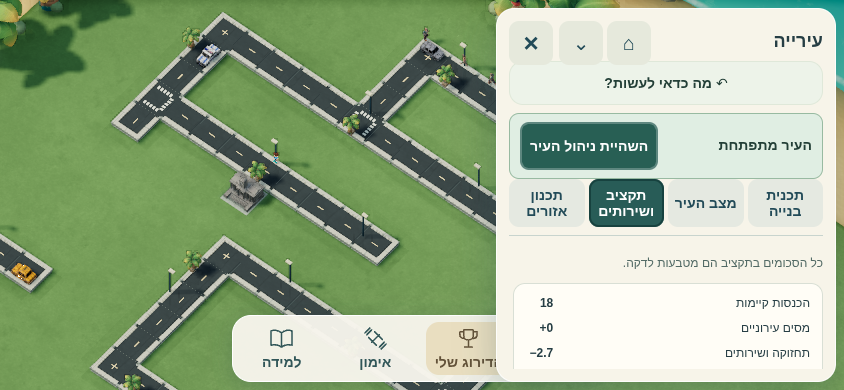 עירייה
↶ מה כדאי לעשות?
העיר מתפתחת
השהיית ניהול העיר
תכנית בנייה
מצב העיר
תקציב ושירותים
תכנון אזורים
כל הסכומים בתקציב הם מטבעות לדקה.
הכנסות קיימות 18
מסים עירוניים +0
תחזוקה ושירותים −2.7
הדירוג שלי
אימון
למידה